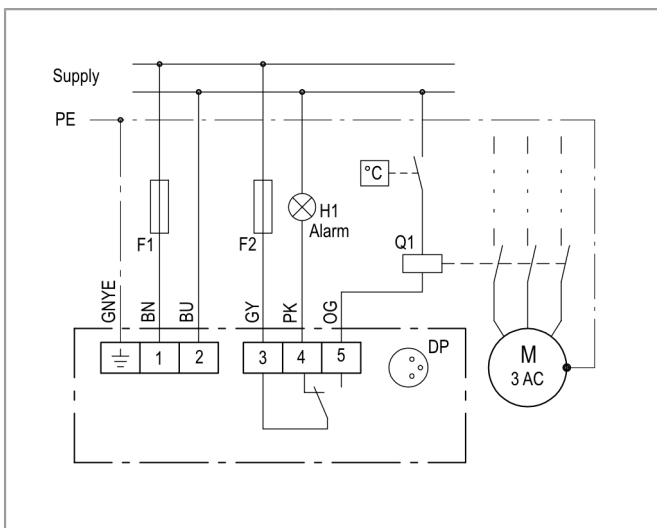 Supply
PE
°C
F1
F2
H1
Alarm
Q1
GNYE
BN
BU
GY
PK
OG
1
2
3
4
5
DP
M
3 AC